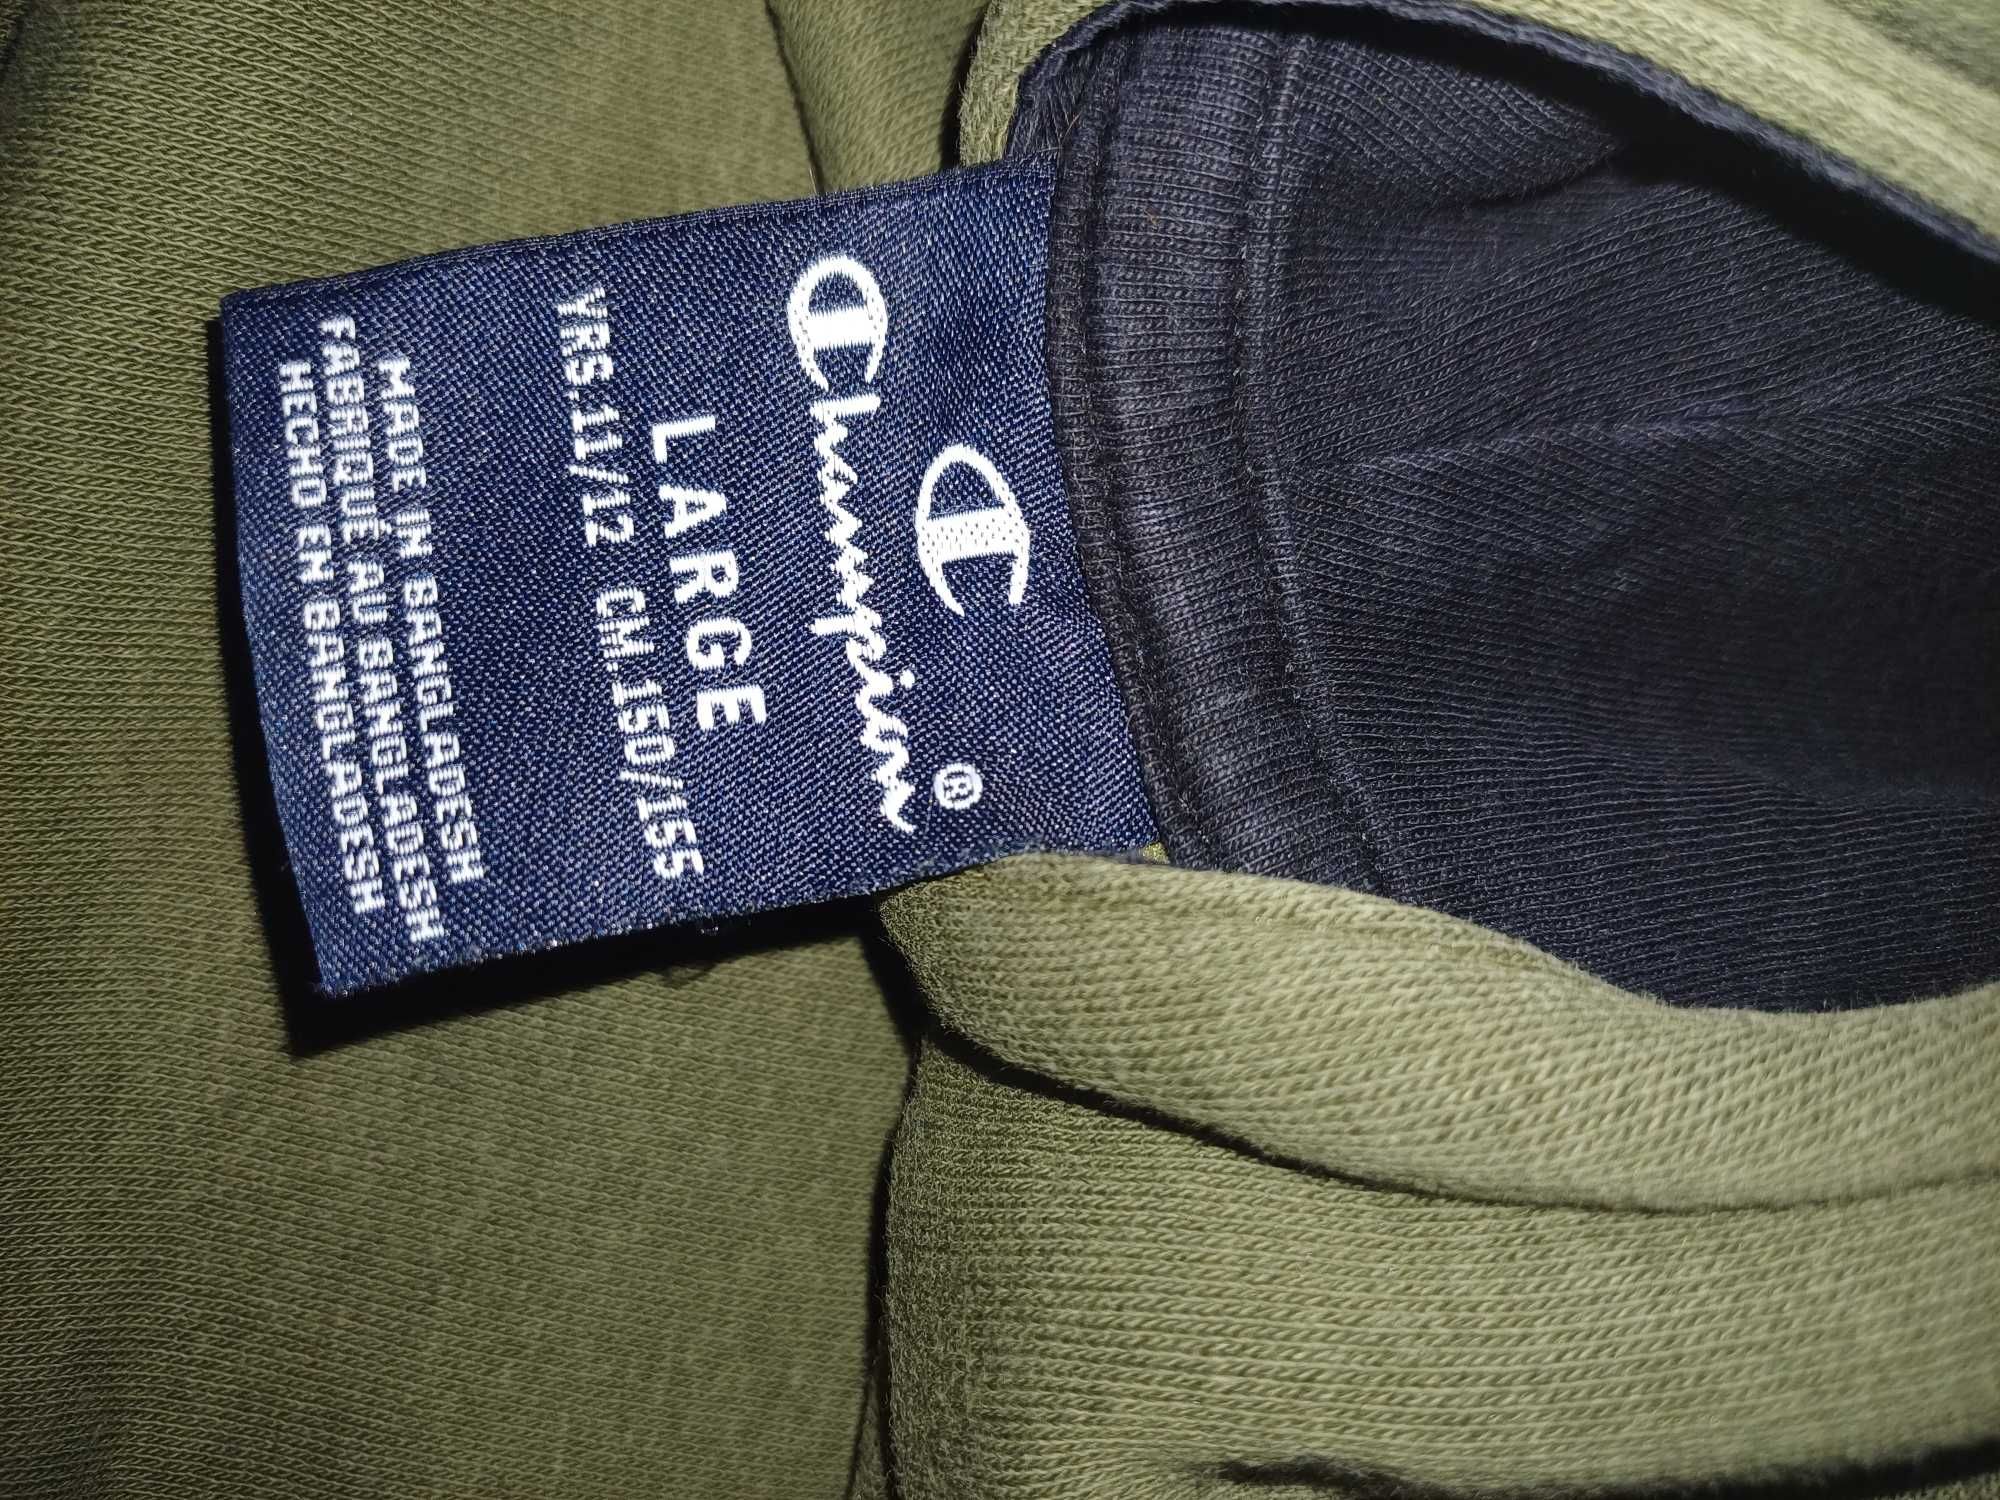 C
Champion®
LARGE
YRS.11/12 CM.150/155
MADE IN BANGLADESH
FABRIQUÉ AU BANGLADESH
HECHO EN BANGLADESH